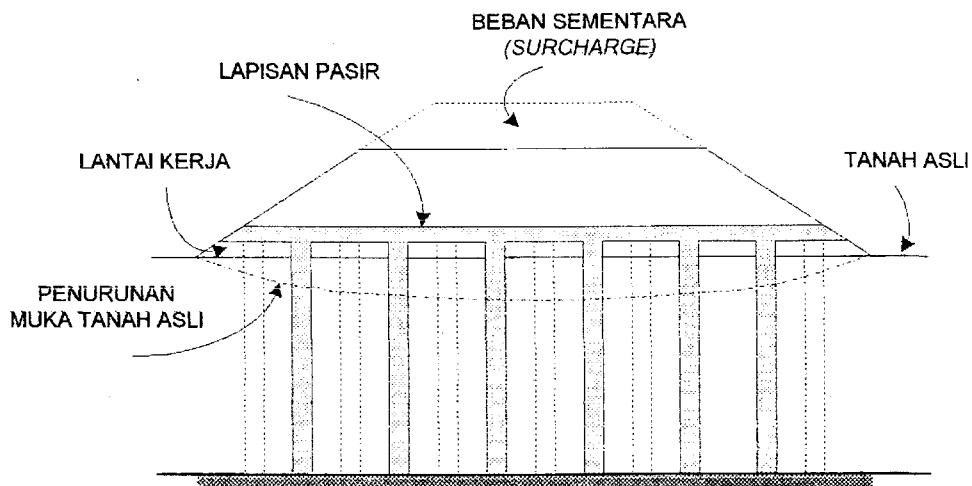 BEBAN SEMENTARA
(SURCHARGE)
LAPISAN PASIR
LANTAI KERJA
TANAH ASLI
PENURUNAN
MUKA TANAH ASLI